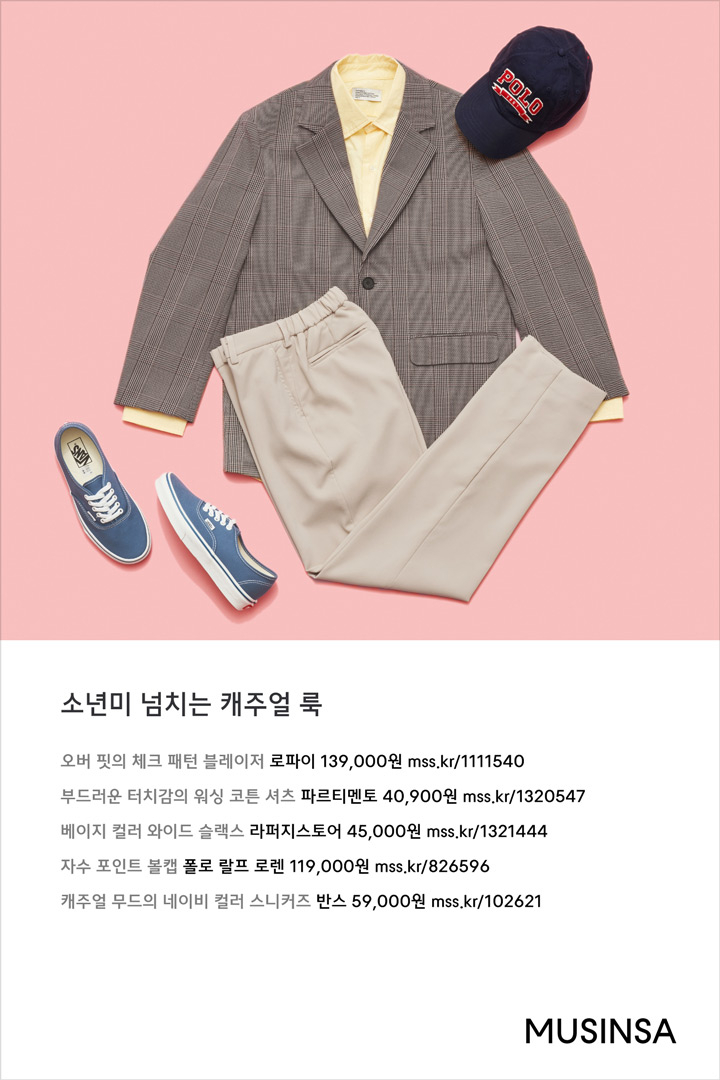 POLO
VANS
VANS
소년미 넘치는 캐주얼 룩
오버 핏의 체크 패턴 블레이저 로파이 139,000원 mss.kr/1111540
부드러운 터치감의 워싱 코튼 셔츠 파르티멘토 40,900원 mss.kr/1320547
베이지 컬러 와이드 슬랙스 라퍼지스토어 45,000원 mss.kr/1321444
자수 포인트 볼캡 폴로 랄프 로렌 119,000원 mss.kr/826596
캐주얼 무드의 네이비 컬러 스니커즈 반스 59,000원 mss.kr/102621
MUSINSA